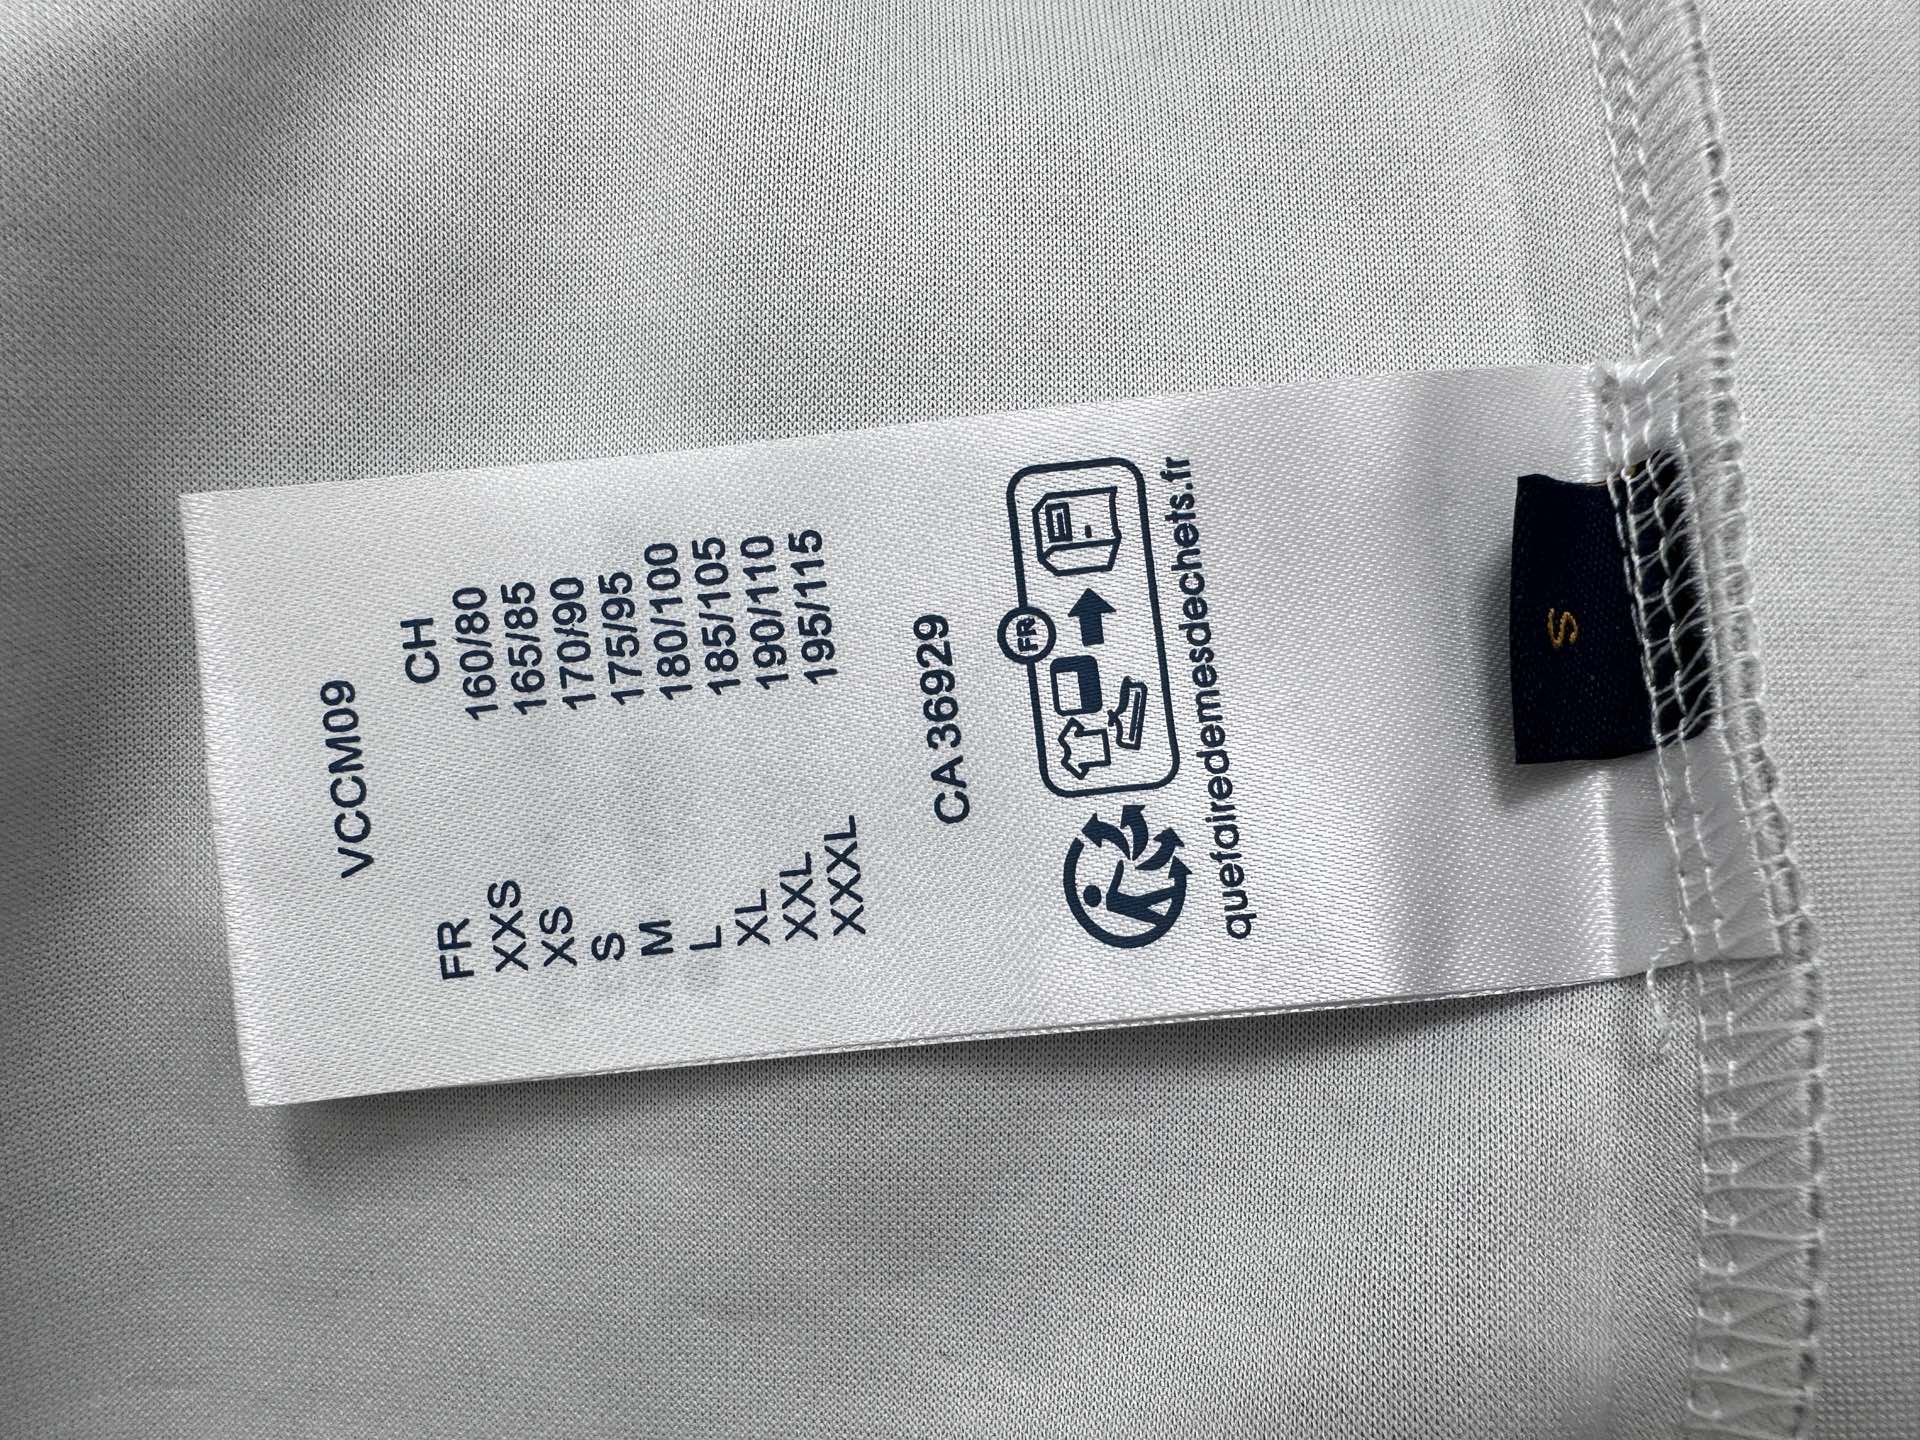 VCCM09
FR CH
XXS 160/80
XS 165/85
S 170/90
M 175/95
L 180/100
XL 185/105
XXL 190/110
XXXL 195/115
CA 36929
FR
quefairedemesdechets.fr
S